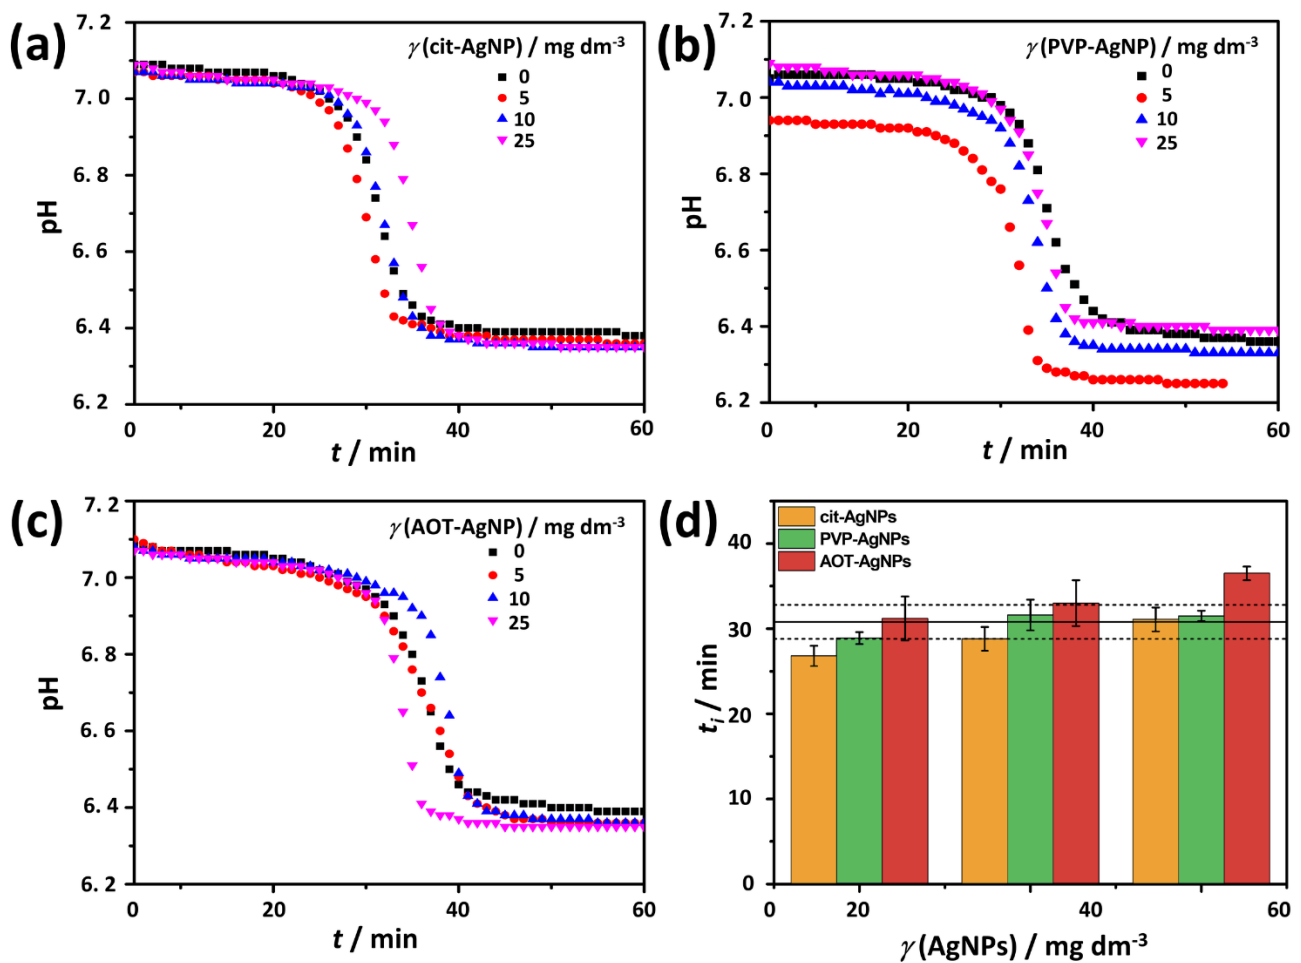 (a)
7.2
7.0
6.8
6.6
6.4
6.2
pH
γ(cit-AgNP) / mg dm-3
0
5
10
25
0
20
40
60
t / min
(b)
7.2
7.0
6.8
6.6
6.4
6.2
pH
γ(PVP-AgNP) / mg dm-3
0
5
10
25
0
20
40
60
t / min
(c)
7.2
7.0
6.8
6.6
6.4
6.2
pH
γ(AOT-AgNP) / mg dm-3
0
5
10
25
0
20
40
60
t / min
(d)
40
30
20
10
0
ti / min
cit-AgNPs
PVP-AgNPs
AOT-AgNPs
0
20
40
60
γ(AgNPs) / mg dm-3